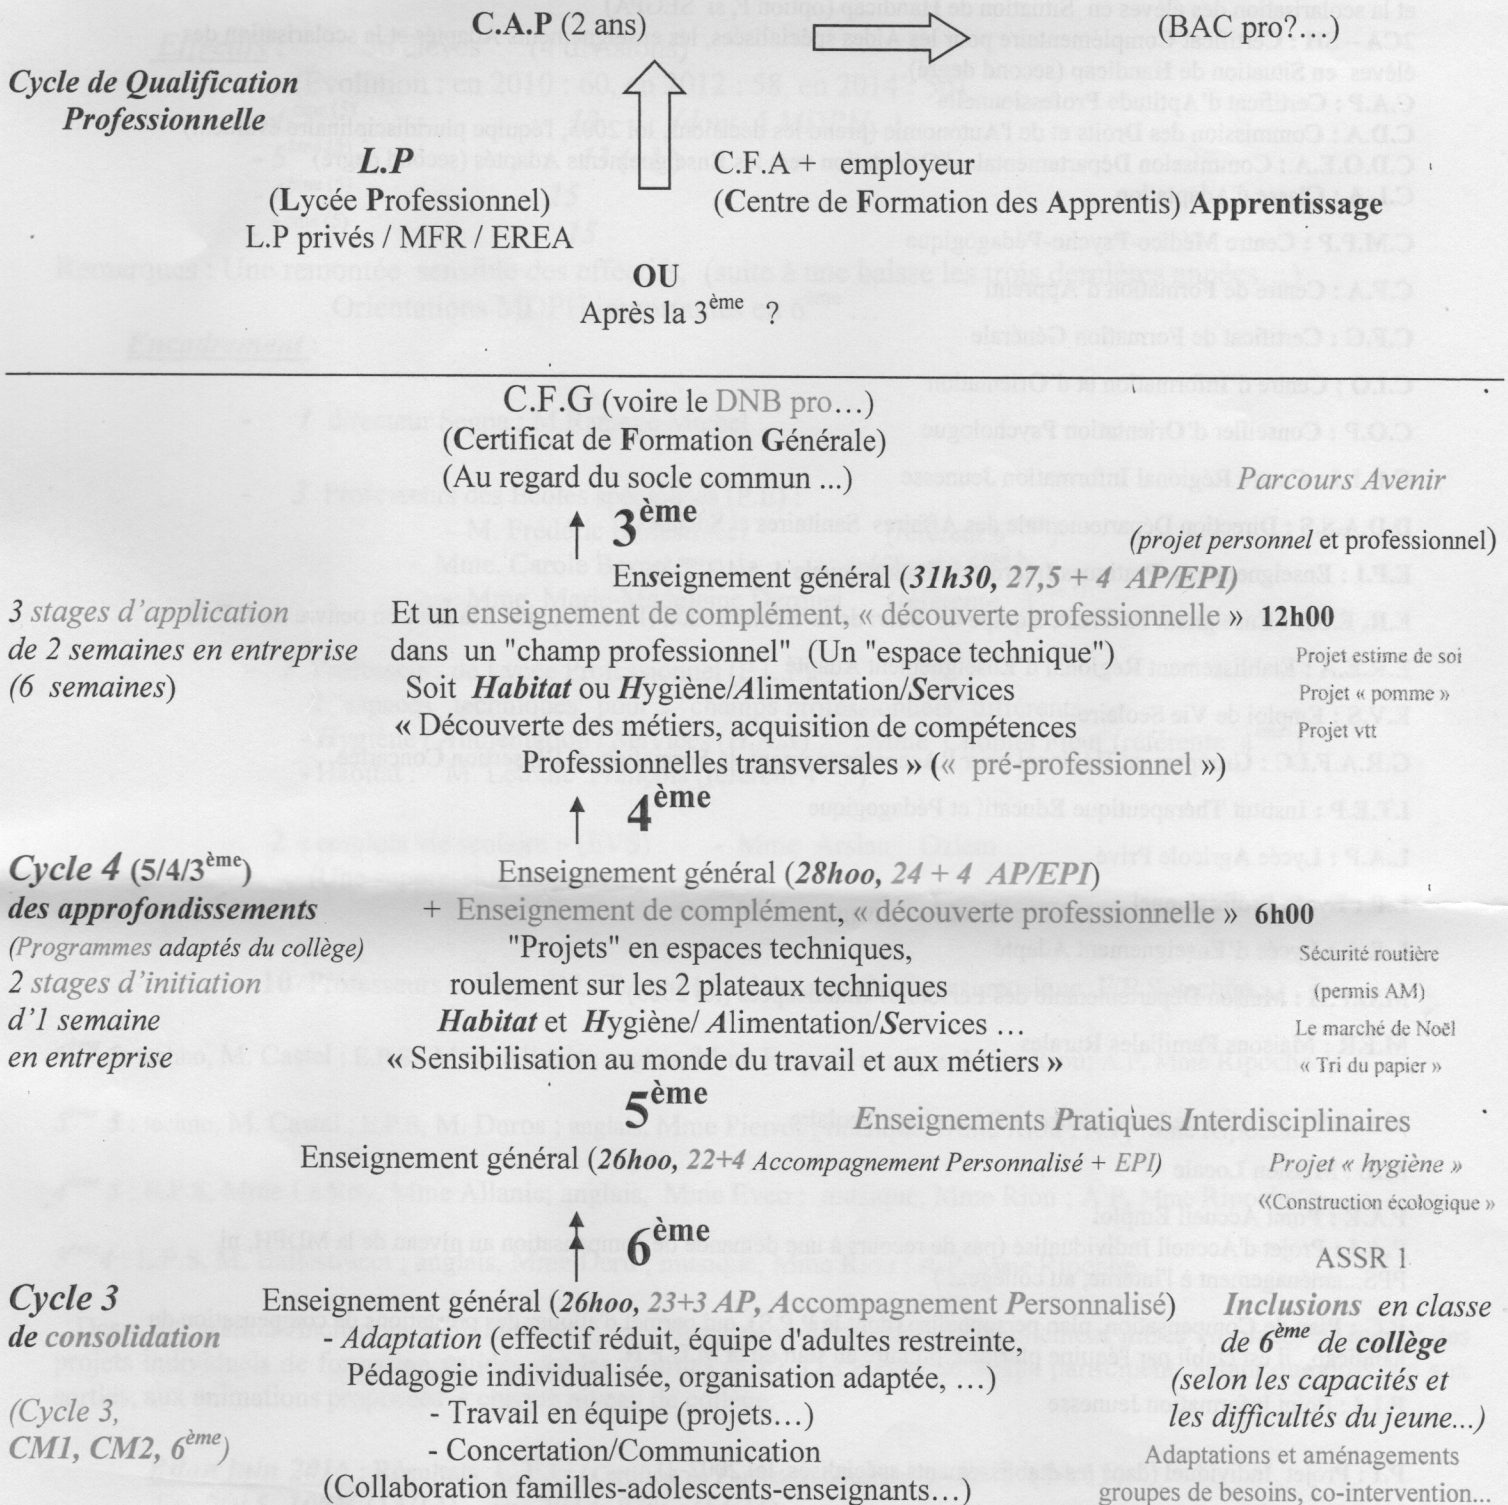 C.A.P (2 ans) (BAC pro?…)
Cycle de Qualification
Professionnelle
L.P C.F.A + employeur
(Lycée Professionnel) (Centre de Formation des Apprentis) Apprentissage
L.P privés / MFR / EREA
OU
Après la 3ème ?
C.F.G (voire le DNB pro…)
(Certificat de Formation Générale)
(Au regard du socle commun ...) Parcours Avenir
3ème
(projet personnel et professionnel)
Enseignement général (31h30, 27,5 + 4 AP/EPI)
3 stages d'application Et un enseignement de complément, « découverte professionnelle » 12h00
de 2 semaines en entreprise dans un "champ professionnel" (Un "espace technique") Projet estime de soi
(6 semaines) Soit Habitat ou Hygiène/Alimentation/Services Projet « pomme »
« Découverte des métiers, acquisition de compétences Projet vtt
Professionnelles transversales » (« pré-professionnel »)
4ème
Cycle 4 (5/4/3ème) Enseignement général (28hoo, 24 + 4 AP/EPI)
des approfondissements + Enseignement de complément, « découverte professionnelle » 6h00
(Programmes adaptés du collège) "Projets" en espaces techniques, Sécurité routière
2 stages d'initiation roulement sur les 2 plateaux techniques (permis AM)
d'1 semaine Habitat et Hygiène/ Alimentation/Services … Le marché de Noël
en entreprise « Sensibilisation au monde du travail et aux métiers » « Tri du papier »
5ème
Enseignements Pratiques Interdisciplinaires
Enseignement général (26hoo, 22+4 Accompagnement Personnalisé + EPI) Projet « hygiène »
«Construction écologique »
6ème
ASSR 1
Cycle 3 Enseignement général (26hoo, 23+3 AP, Accompagnement Personnalisé) Inclusions en classe
de consolidation - Adaptation (effectif réduit, équipe d'adultes restreinte, de 6ème de collège
Pédagogie individualisée, organisation adaptée, …) (selon les capacités et
(Cycle 3, - Travail en équipe (projets…) les difficultés du jeune...)
CM1, CM2, 6ème) - Concertation/Communication Adaptations et aménagements
(Collaboration familles-adolescents-enseignants…) groupes de besoins, co-intervention...